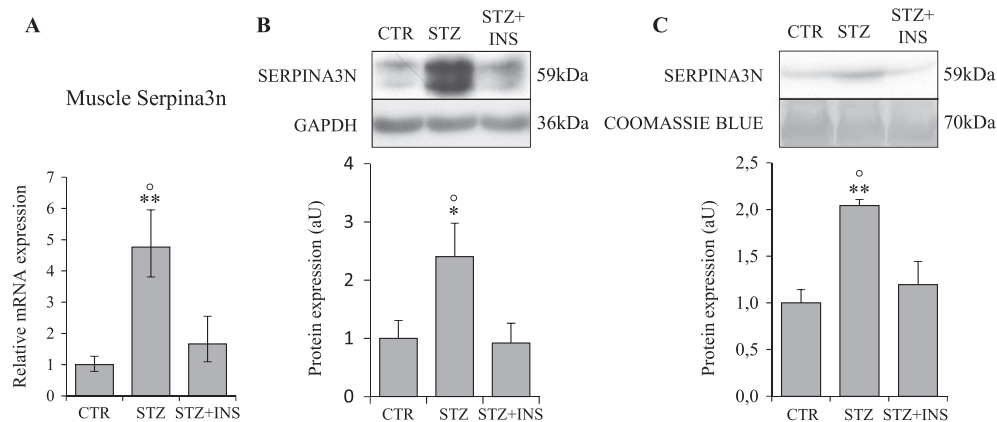 A
Muscle Serpina3n
Relative mRNA expression
7
6
5
4
3
2
1
0
°
**
CTR STZ STZ+INS
B
CTR STZ STZ+
INS
SERPINA3N 59kDa
GAPDH 36kDa
Protein expression (aU)
4
3
2
1
0
°
*
CTR STZ STZ+INS
C
CTR STZ STZ+
INS
SERPINA3N 59kDa
COOMASSIE BLUE 70kDa
Protein expression (aU)
2,5
2,0
1,0
0,5
0,0
°
**
CTR STZ STZ+INS